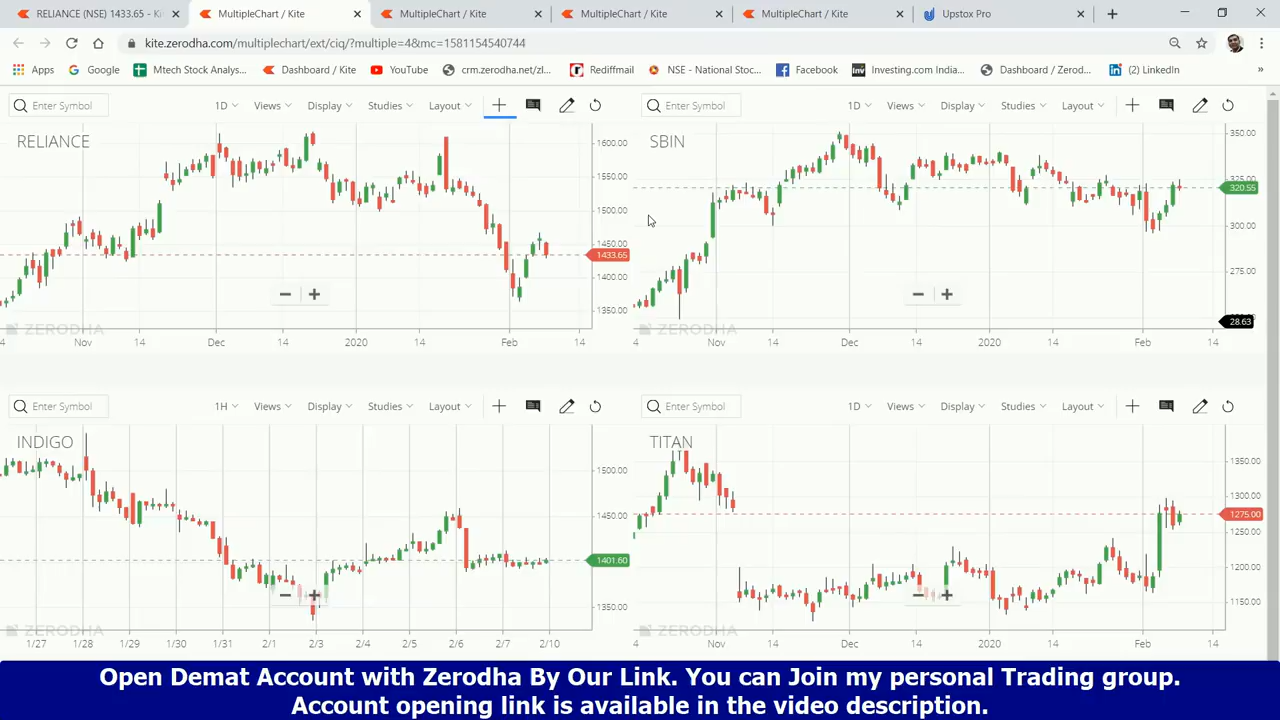 RELIANCE (NSE) 1433.65 - Ki
MultipleChart / Kite
MultipleChart / Kite
MultipleChart / Kite
MultipleChart / Kite
Upstox Pro
kite.zerodha.com/multiplechart/ext/ciq/?multiple=4&mc=1581154540744
Apps
Google
Mtech Stock Analys...
Dashboard / Kite
YouTube
crm.zerodha.net/zl...
Rediffmail
NSE - National Stoc...
Facebook
Inv Investing.com India...
Dashboard / Zerod...
(2) LinkedIn
»
Enter Symbol 1D Views Display Studies Layout
RELIANCE
1600.00
1550.00
1500.00
1450.00
1433.65
1400.00
1350.00
ZERODHA
4 Nov 14 Dec 14 2020 14 Feb 14
Enter Symbol 1D Views Display Studies Layout
SBIN
350.00
325.00
320.55
300.00
275.00
28.63
ZERODHA
4 Nov 14 Dec 14 2020 14 Feb 14
Enter Symbol 1H Views Display Studies Layout
INDIGO
1500.00
1450.00
1401.60
1350.00
ZERODHA
1/27 1/28 1/29 1/30 1/31 2/1 2/2 2/3 2/4 2/5 2/6 2/7 2/10
Enter Symbol 1D Views Display Studies Layout
TITAN
1350.00
1300.00
1275.00
1250.00
1200.00
1150.00
ZERODHA
4 Nov 14 Dec 14 2020 14 Feb 14
Open Demat Account with Zerodha By Our Link. You can Join my personal Trading group.
Account opening link is available in the video description.